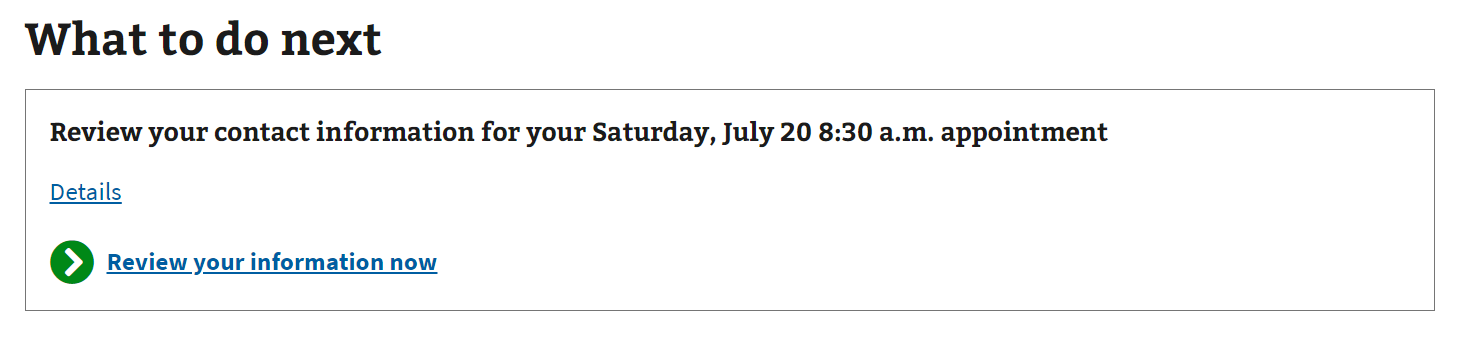 What to do next
Review your contact information for your Saturday, July 20 8:30 a.m. appointment
Details
Review your information now